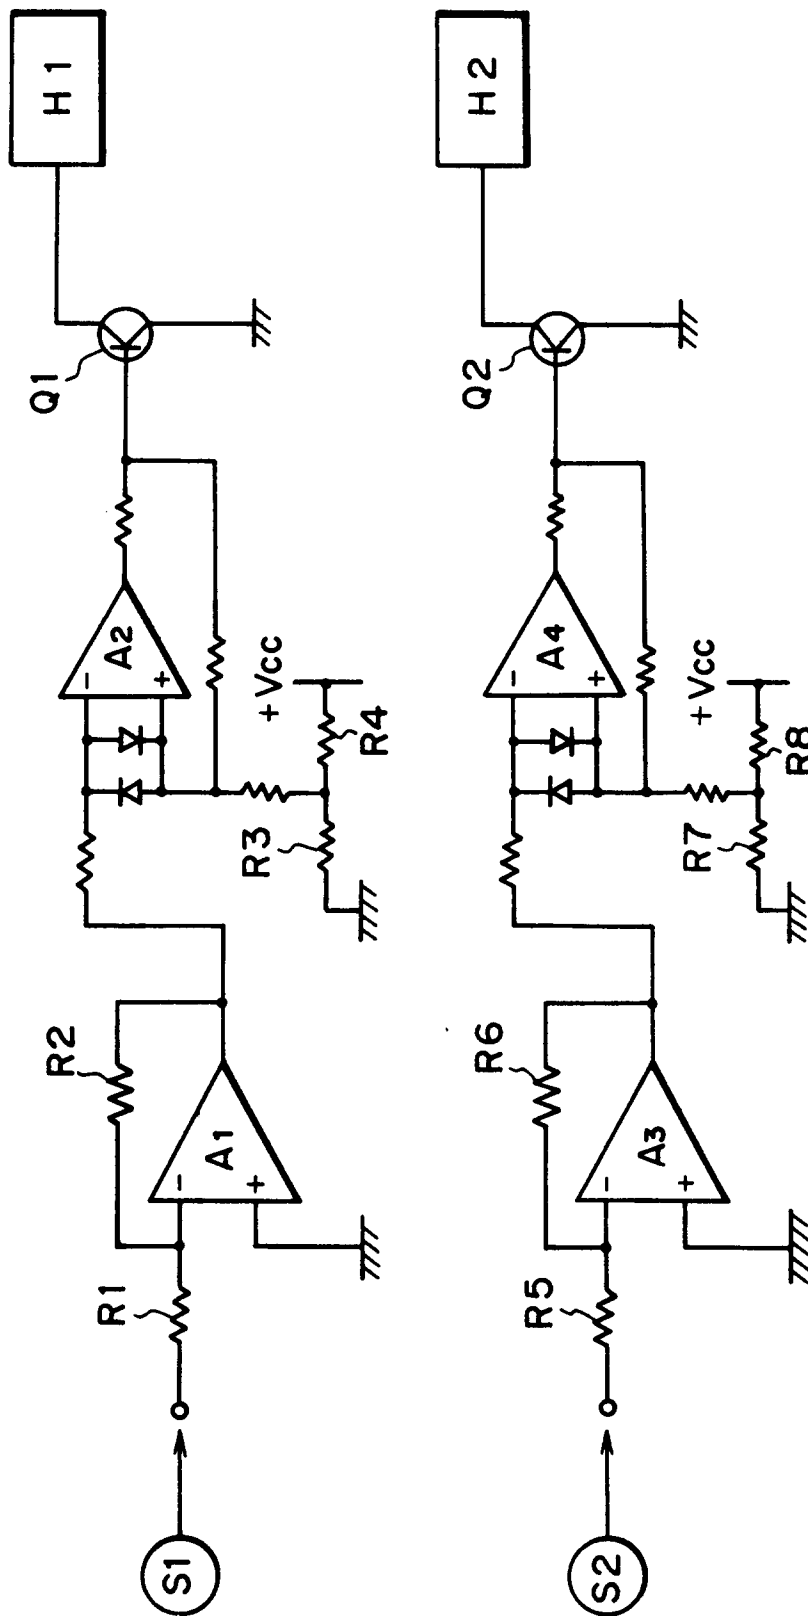 S1
R1
R2
A1
-
+
R3
R4
+Vcc
A2
-
+
Q1
H1
S2
R5
R6
A3
-
+
R7
R8
+Vcc
A4
-
+
Q2
H2